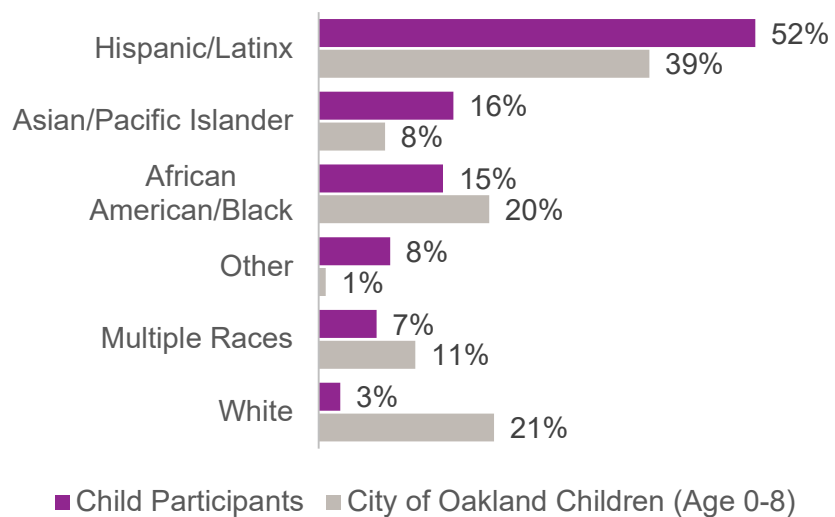 Hispanic/Latinx
52%
39%
Asian/Pacific Islander
16%
8%
African
American/Black
15%
20%
Other
8%
1%
Multiple Races
7%
11%
White
3%
21%
Child Participants City of Oakland Children (Age 0-8)